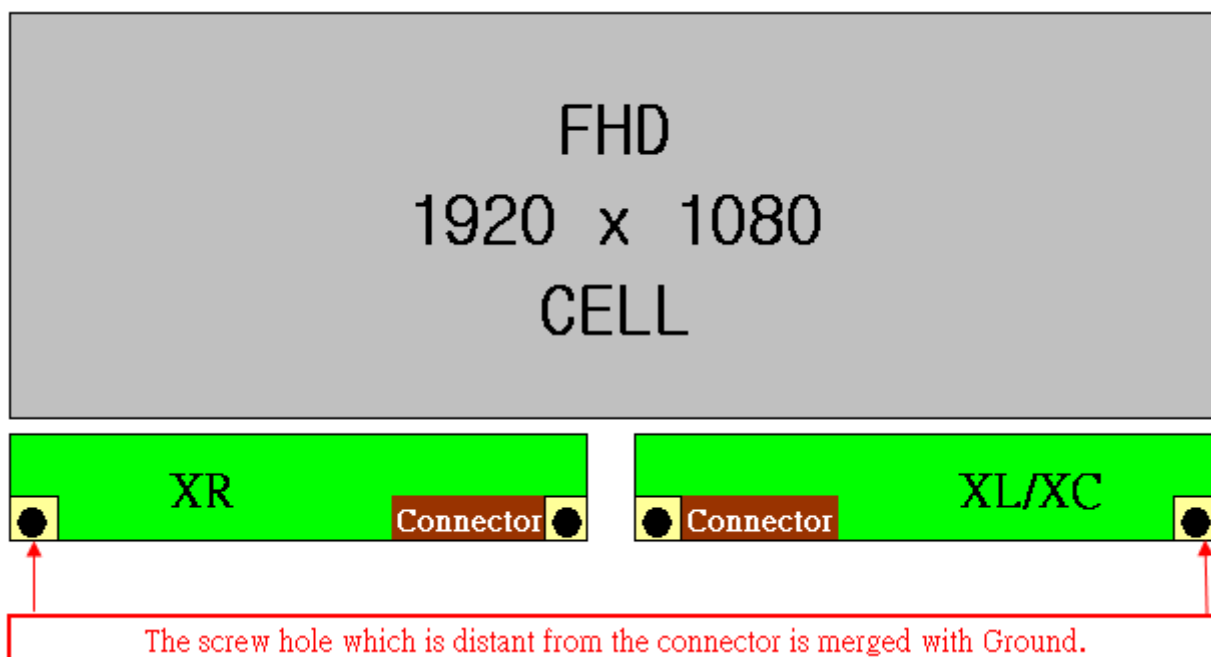 FHD
1920 x 1080
CELL
XR
Connector
Connector
XL/XC
The screw hole which is distant from the connector is merged with Ground.